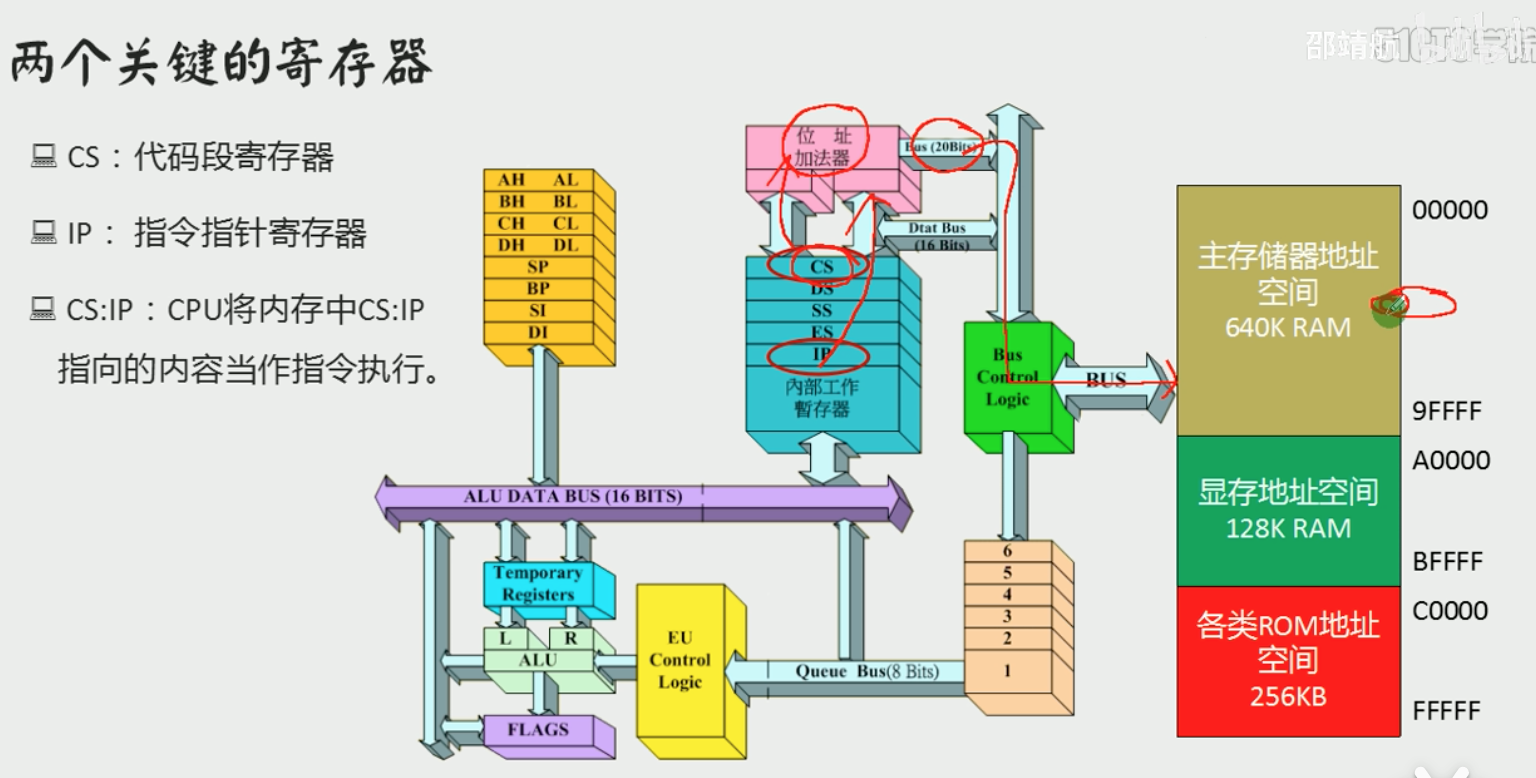 两个关键的寄存器
邵靖航
CS：代码段寄存器
IP： 指令指针寄存器
CS:IP：CPU将内存中CS:IP
指向的内容当作指令执行。
AH AL
BH BL
CH CL
DH DL
SP
BP
SI
DI
位 址
加法器
Bus (20Bits)
Dtat Bus
(16 Bits)
CS
DS
SS
ES
IP
內部工作
暫存器
Bus
Control
Logic
BUS
ALU DATA BUS (16 BITS)
Temporary
Registers
L R
ALU
FLAGS
EU
Control
Logic
Queue Bus(8 Bits)
6
5
4
3
2
1
主存储器地址
空间
640K RAM
00000
9FFFF
显存地址空间
128K RAM
A0000
BFFFF
各类ROM地址
空间
256KB
C0000
FFFFF